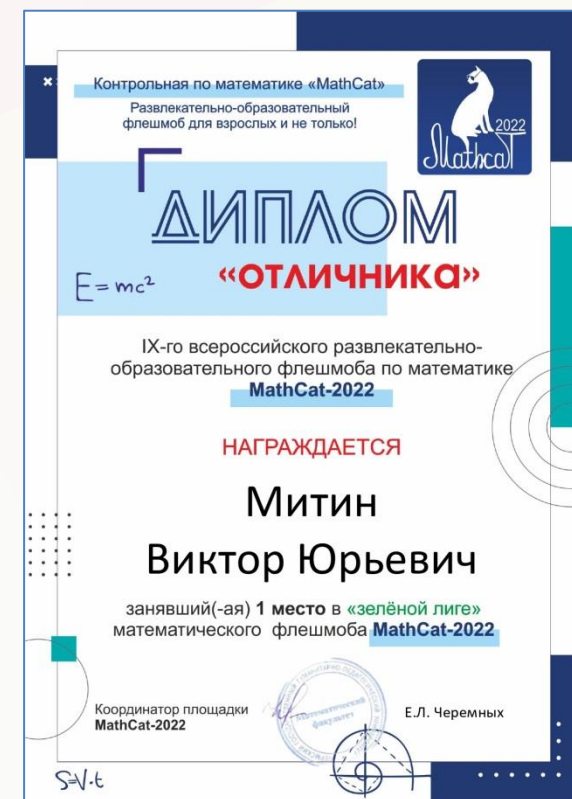 Контрольная по математике «MathCat»
Развлекательно-образовательный
флешмоб для взрослых и не только!
2022
Mathcat
ДИПЛОМ
«ОТЛИЧНИКА»
E = mc²
IX-го всероссийского развлекательно-
образовательного флешмоба по математике
MathCat-2022
НАГРАЖДАЕТСЯ
Митин
Виктор Юрьевич
занявший(-ая) 1 место в «зелёной лиге»
математического флешмоба MathCat-2022
Координатор площадки
MathCat-2022
Математический
факультет
Е.Л. Черемных
S=V·t